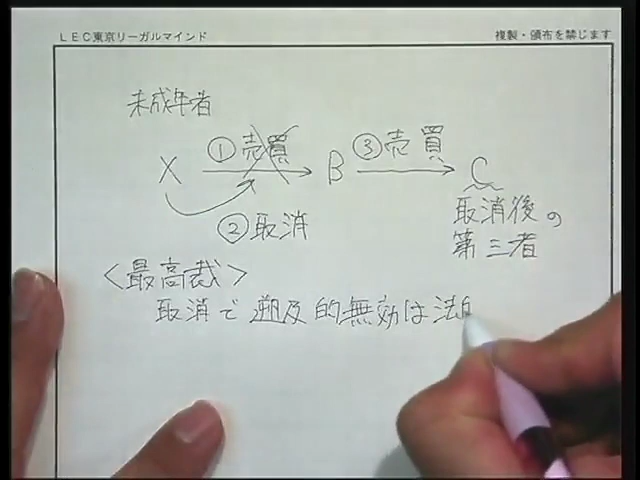 LEC東京リーガルマインド
複製・頒布を禁じます
未成年者
X ①売買 B ③売買 C
②取消
取消後の
第三者
<最高裁>
取消で遡及的無効は法